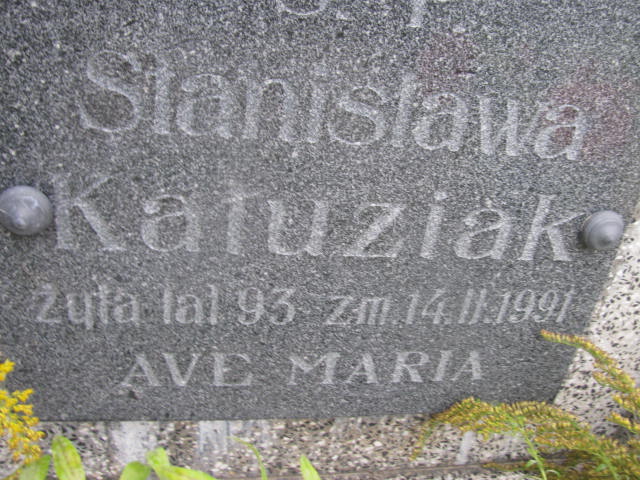 Ś. P.
Stanisława
Kałuziak
żyła lat 93 zm. 14.II.1991
AVE MARIA